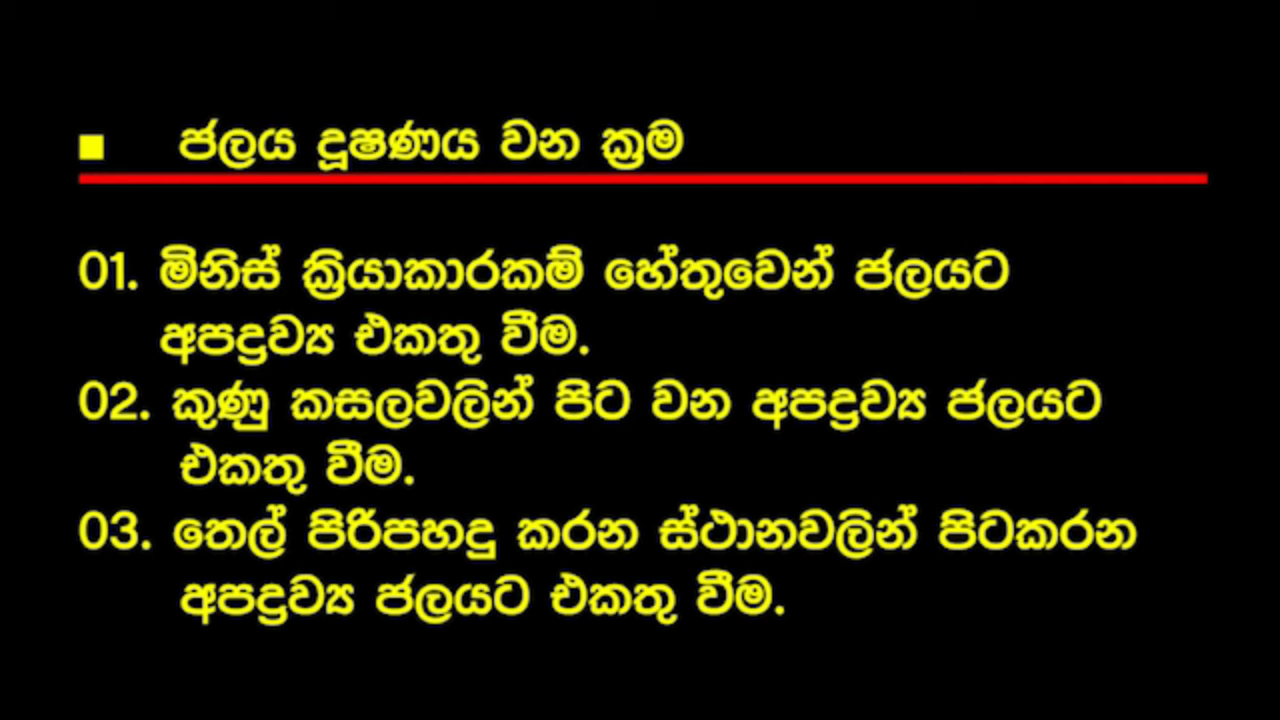 ■ ජලය දූෂණය වන ක්‍රම
01. මිනිස් ක්‍රියාකාරකම් හේතුවෙන් ජලයට
අපද්‍රව්‍ය එකතු වීම.
02. කුණු කසලවලින් පිට වන අපද්‍රව්‍ය ජලයට
එකතු වීම.
03. තෙල් පිරිපහදු කරන ස්ථානවලින් පිටකරන
අපද්‍රව්‍ය ජලයට එකතු වීම.